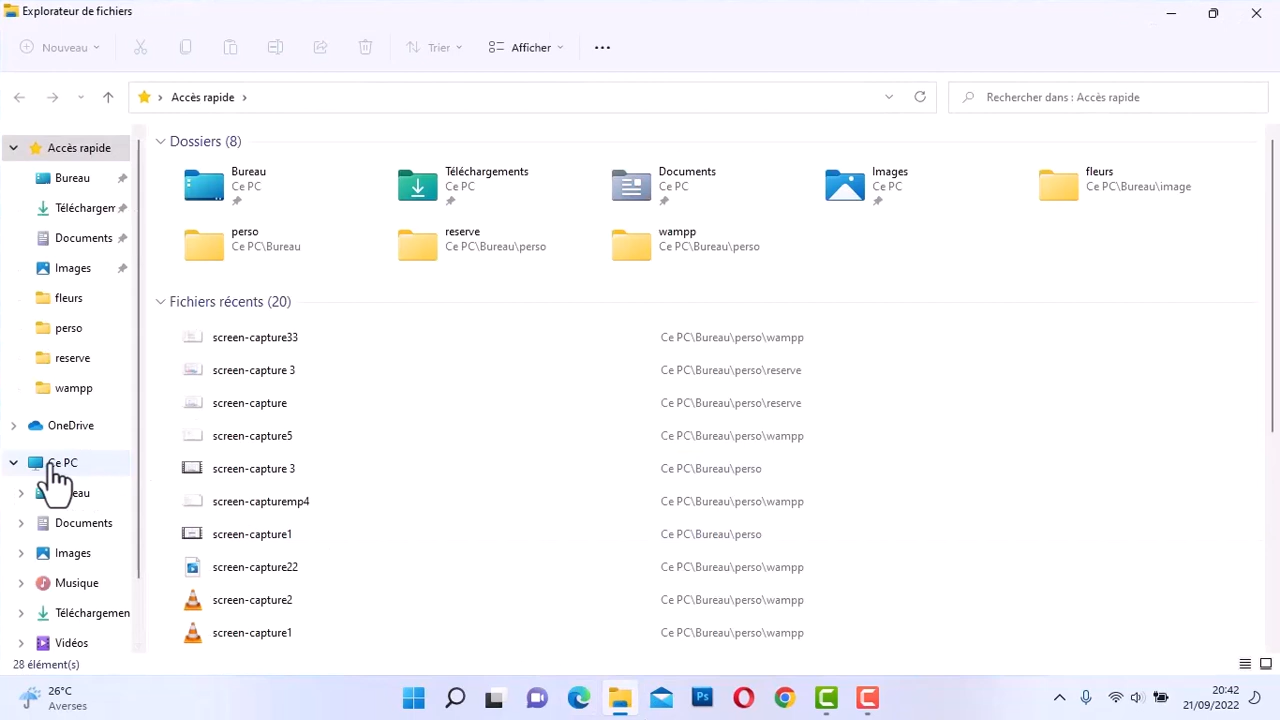 Explorateur de fichiers
Nouveau
Trier
Afficher
Accès rapide
Rechercher dans : Accès rapide
Accès rapide
Bureau
Téléchargem
Documents
Images
fleurs
perso
reserve
wampp
OneDrive
Ce PC
eau
Documents
Images
Musique
Téléchargemen
Vidéos
Dossiers (8)
Bureau
Ce PC
Téléchargements
Ce PC
Documents
Ce PC
Images
Ce PC
fleurs
Ce PC\Bureau\image
perso
Ce PC\Bureau
reserve
Ce PC\Bureau\perso
wampp
Ce PC\Bureau\perso
Fichiers récents (20)
screen-capture33 Ce PC\Bureau\perso\wampp
screen-capture 3 Ce PC\Bureau\perso\reserve
screen-capture Ce PC\Bureau\perso\reserve
screen-capture5 Ce PC\Bureau\perso\wampp
screen-capture 3 Ce PC\Bureau\perso
screen-capturemp4 Ce PC\Bureau\perso\wampp
screen-capture1 Ce PC\Bureau\perso
screen-capture22 Ce PC\Bureau\perso\wampp
screen-capture2 Ce PC\Bureau\perso\wampp
screen-capture1 Ce PC\Bureau\perso\wampp
28 élément(s)
26°C
Averses
Ps
20:42
21/09/2022